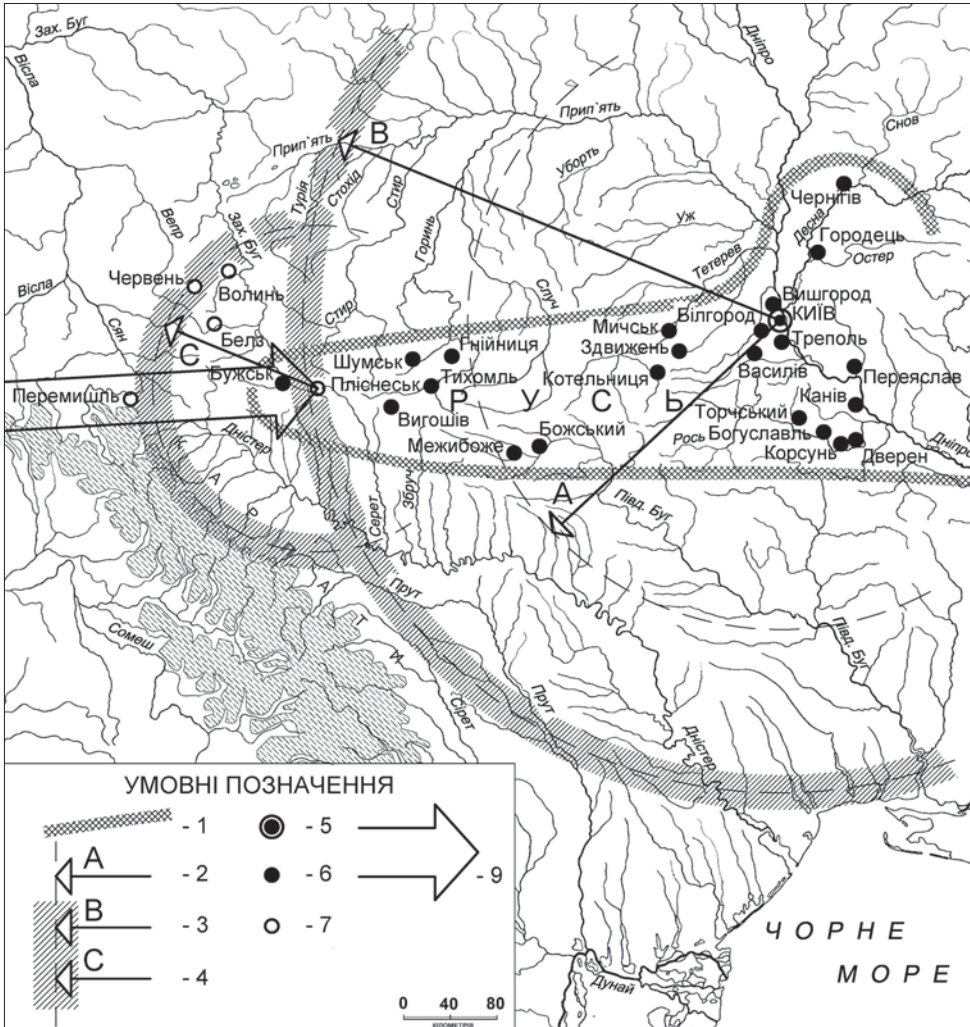 Зах. Буг
Вісла
Дніпро
Прип`ять
Снов
В
Прип`ять
Уборть
Стохід
Стир
Турія
Чернігів
Десна
Уж
Вепр
Зах. Буг
Горинь
Городець
Остер
Тетерев
Червень
Волинь
Случ
Вишгород
Вісла
Стир
Мичськ
Білгород
КИЇВ
Сян
Белз
Гнійниця
Здвижень
Треполь
С
Шумськ
Бужськ
Пліснеськ
Тихомль
Котельниця
Василів
Переяслав
Перемишль
Р У С Ь
Канів
Вигошів
Торчський
Дністер
Божський
Рось
Богуславль
Дніпро
Межибоже
Корсунь
Дверен
К А Р П А Т И
Серет
Збруч
А
Півд. Буг
Прут
Сомеш
Півд. Буг
Сірет
Прут
Дністер
УМОВНІ ПОЗНАЧЕННЯ
- 1
- 5
А
- 2
- 6
- 9
В
- 3
- 7
С
- 4
ЧОРНЕ
МОРЕ
Дунай
0 40 80
КІЛОМЕТРІВ